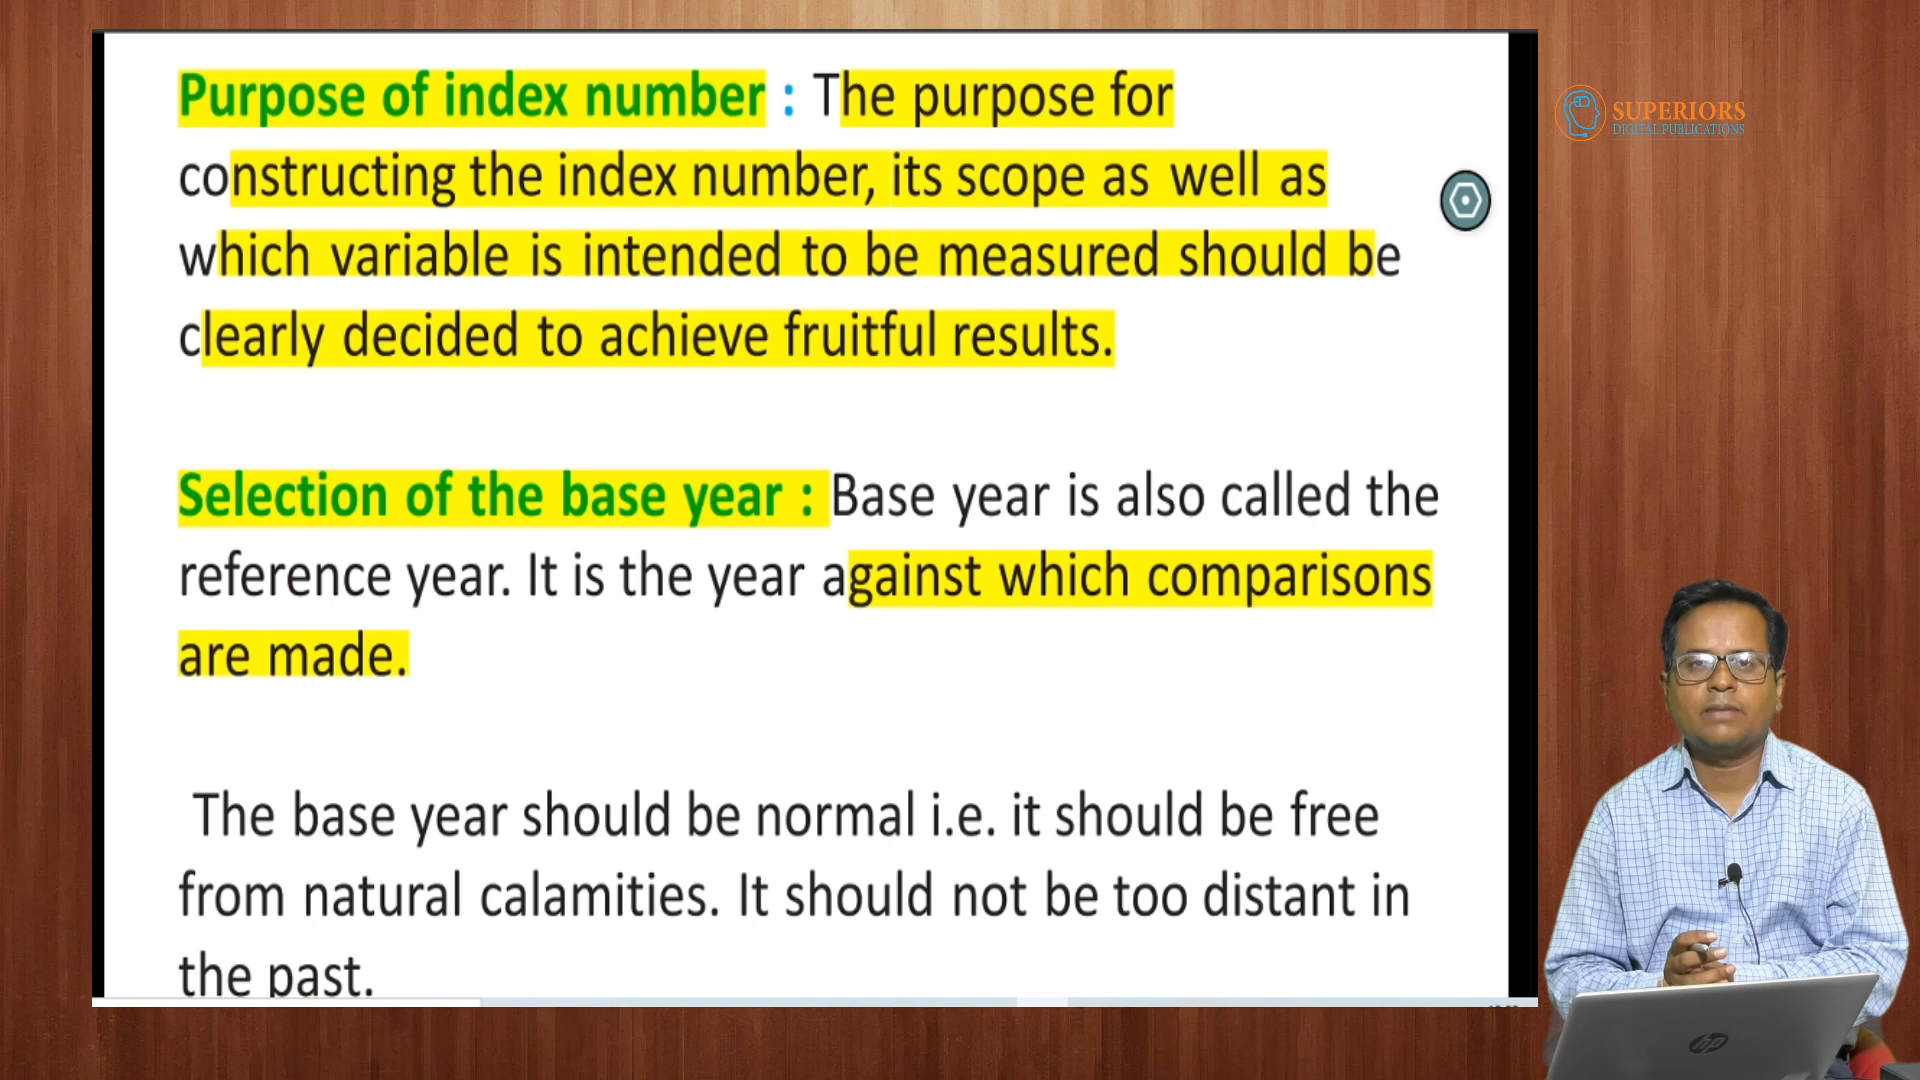 Purpose of index number : The purpose for
constructing the index number, its scope as well as
which variable is intended to be measured should be
clearly decided to achieve fruitful results.
Selection of the base year : Base year is also called the
reference year. It is the year against which comparisons
are made.
The base year should be normal i.e. it should be free
from natural calamities. It should not be too distant in
the past.
SUPERIORS
DIGITAL PUBLICATIONS
hp